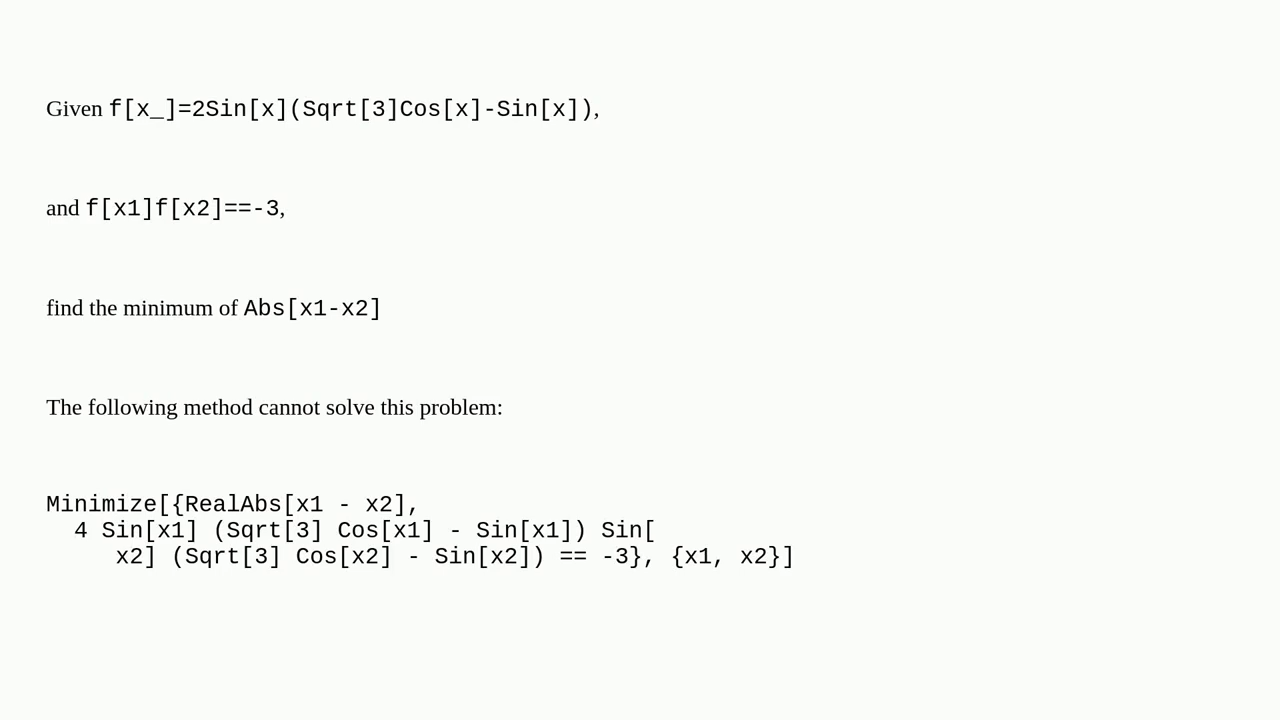 Given f[x_]=2Sin[x](Sqrt[3]Cos[x]-Sin[x]),
and f[x1]f[x2]==-3,
find the minimum of Abs[x1-x2]
The following method cannot solve this problem:
Minimize[{RealAbs[x1 - x2],
  4 Sin[x1] (Sqrt[3] Cos[x1] - Sin[x1]) Sin[
     x2] (Sqrt[3] Cos[x2] - Sin[x2]) == -3}, {x1, x2}]